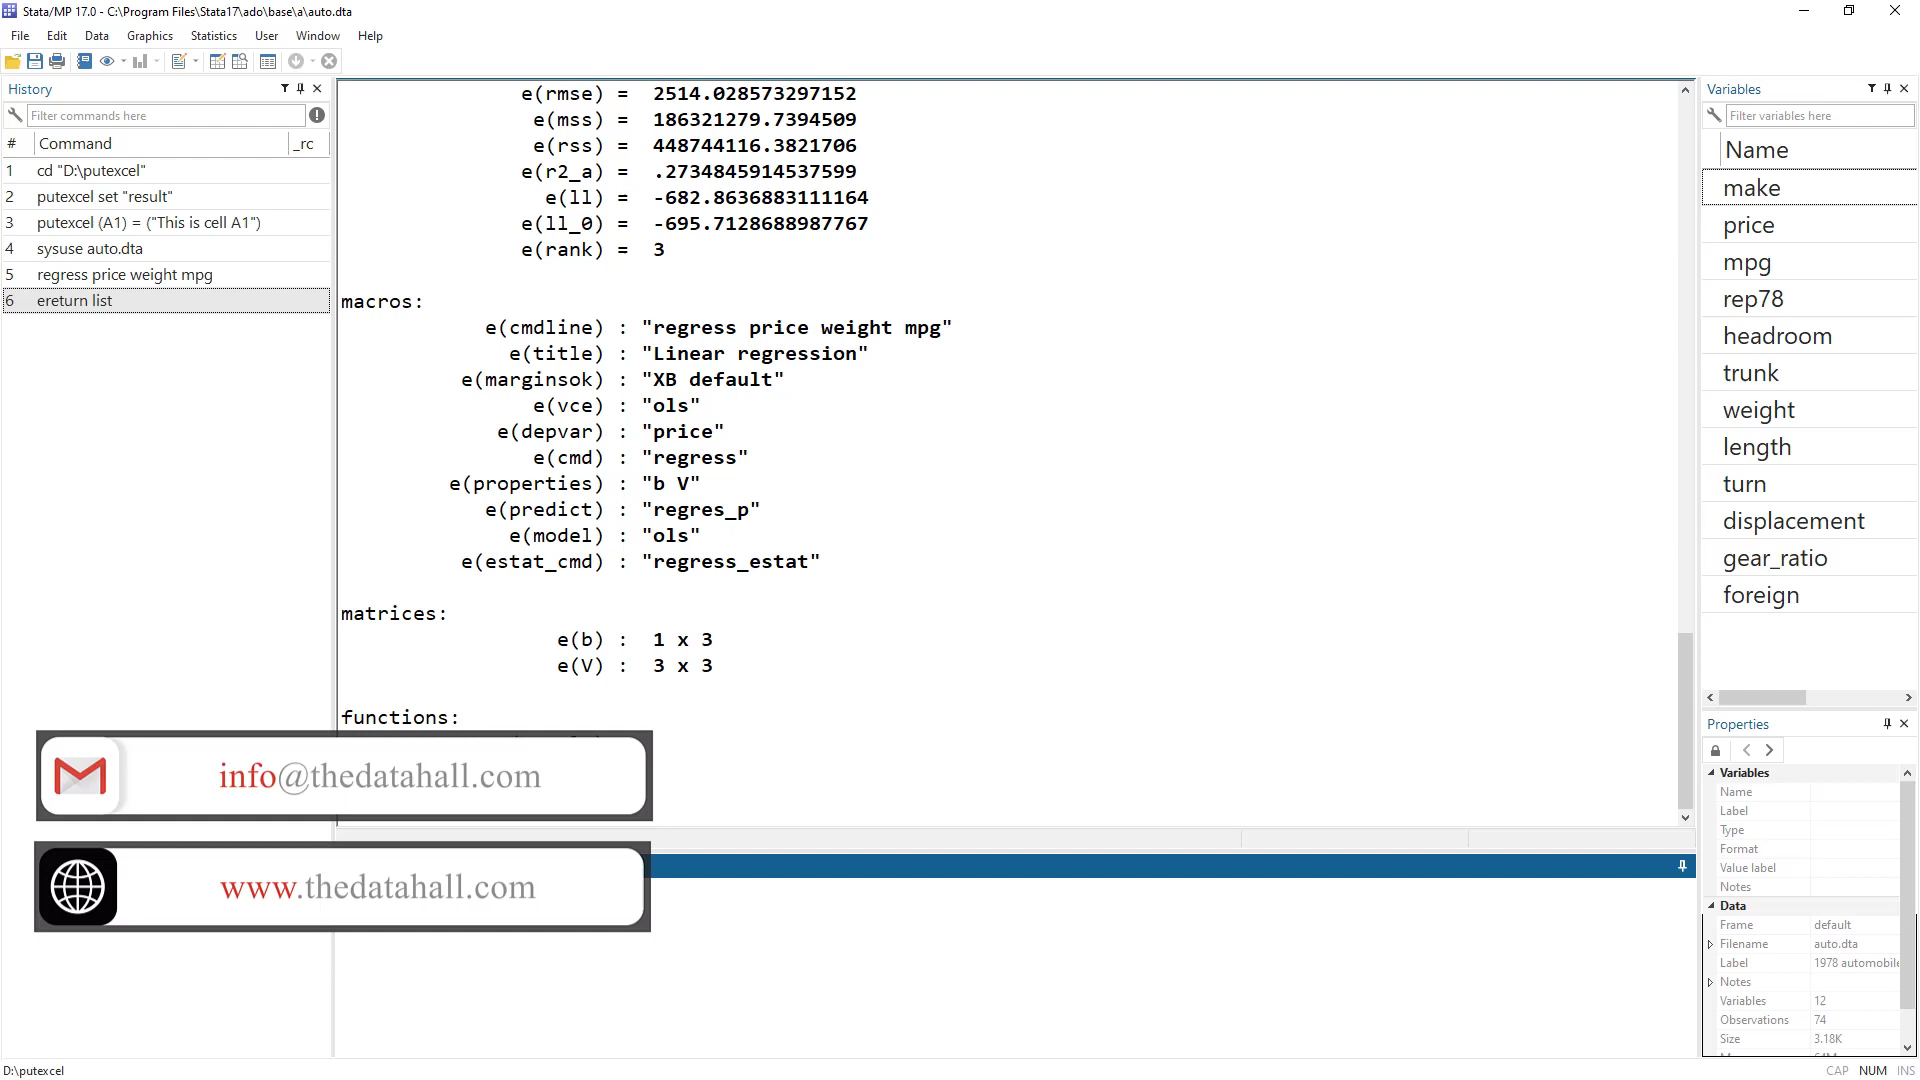 Stata/MP 17.0 - C:\Program Files\Stata17\ado\base\a\auto.dta
File Edit Data Graphics Statistics User Window Help
History
Filter commands here
# Command _rc
1 cd "D:\putexcel"
2 putexcel set "result"
3 putexcel (A1) = ("This is cell A1")
4 sysuse auto.dta
5 regress price weight mpg
6 ereturn list
e(rmse) = 2514.028573297152
e(mss) = 186321279.7394509
e(rss) = 448744116.3821706
e(r2_a) = .2734845914537599
e(ll) = -682.8636883111164
e(ll_0) = -695.7128688987767
e(rank) = 3
macros:
e(cmdline) : "regress price weight mpg"
e(title) : "Linear regression"
e(marginsok) : "XB default"
e(vce) : "ols"
e(depvar) : "price"
e(cmd) : "regress"
e(properties) : "b V"
e(predict) : "regres_p"
e(model) : "ols"
e(estat_cmd) : "regress_estat"
matrices:
e(b) : 1 x 3
e(V) : 3 x 3
functions:
info@thedatahall.com
www.thedatahall.com
Variables
Filter variables here
Name
make
price
mpg
rep78
headroom
trunk
weight
length
turn
displacement
gear_ratio
foreign
Properties
Variables
Name
Label
Type
Format
Value label
Notes
Data
Frame default
Filename auto.dta
Label 1978 automobile
Notes
Variables 12
Observations 74
Size 3.18K
D:\putexcel
CAP NUM INS